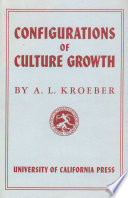 CONFIGURATIONS
OF
CULTURE GROWTH
BY A. L. KROEBER
UNIVERSITY OF CALIFORNIA PRESS